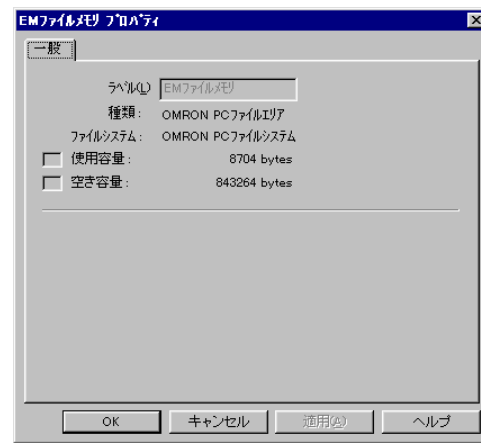 EMﾌｧｲﾙﾒﾓﾘ ﾌﾟﾛﾊﾟﾃｨ
一般
ﾗﾍﾞﾙ(L) EMﾌｧｲﾙﾒﾓﾘ
種類： OMRON PCﾌｧｲﾙｴﾘｱ
ﾌｧｲﾙｼｽﾃﾑ： OMRON PCﾌｧｲﾙｼｽﾃﾑ
使用容量： 8704 bytes
空き容量： 843264 bytes
OK キャンセル 適用(A) ヘルプ